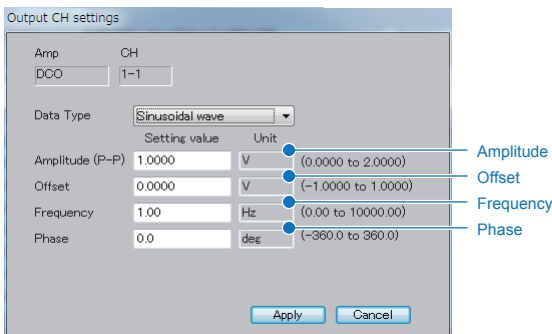 Output CH settings
Amp CH
DCO 1-1
Data Type Sinusoidal wave
Setting value Unit
Amplitude (P-P) 1.0000 V (0.0000 to 2.0000) Amplitude
Offset 0.0000 V (-1.0000 to 1.0000) Offset
Frequency 1.00 Hz (0.00 to 10000.00) Frequency
Phase 0.0 deg (-360.0 to 360.0) Phase
Apply Cancel